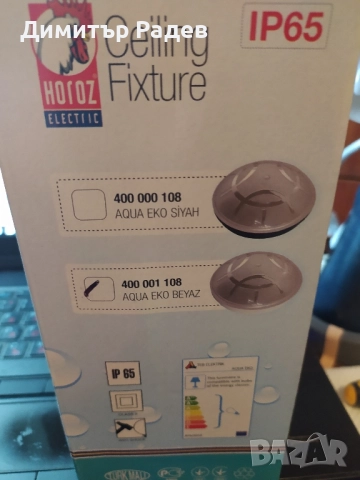 Димитър Радев
Ceiling
Fixture
IP65
HOROZ
ELECTRIC
400 000 108
AQUA EKO SİYAH
400 001 108
AQUA EKO BEYAZ
IP 65
BAZAR